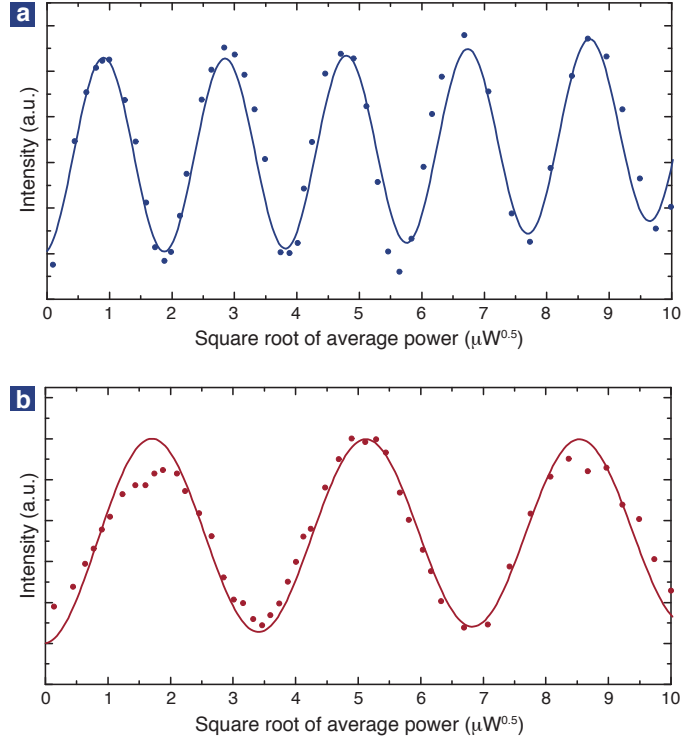 a
Intensity (a.u.)
0 1 2 3 4 5 6 7 8 9 10
Square root of average power (μW0.5)
b
Intensity (a.u.)
0 1 2 3 4 5 6 7 8 9 10
Square root of average power (μW0.5)